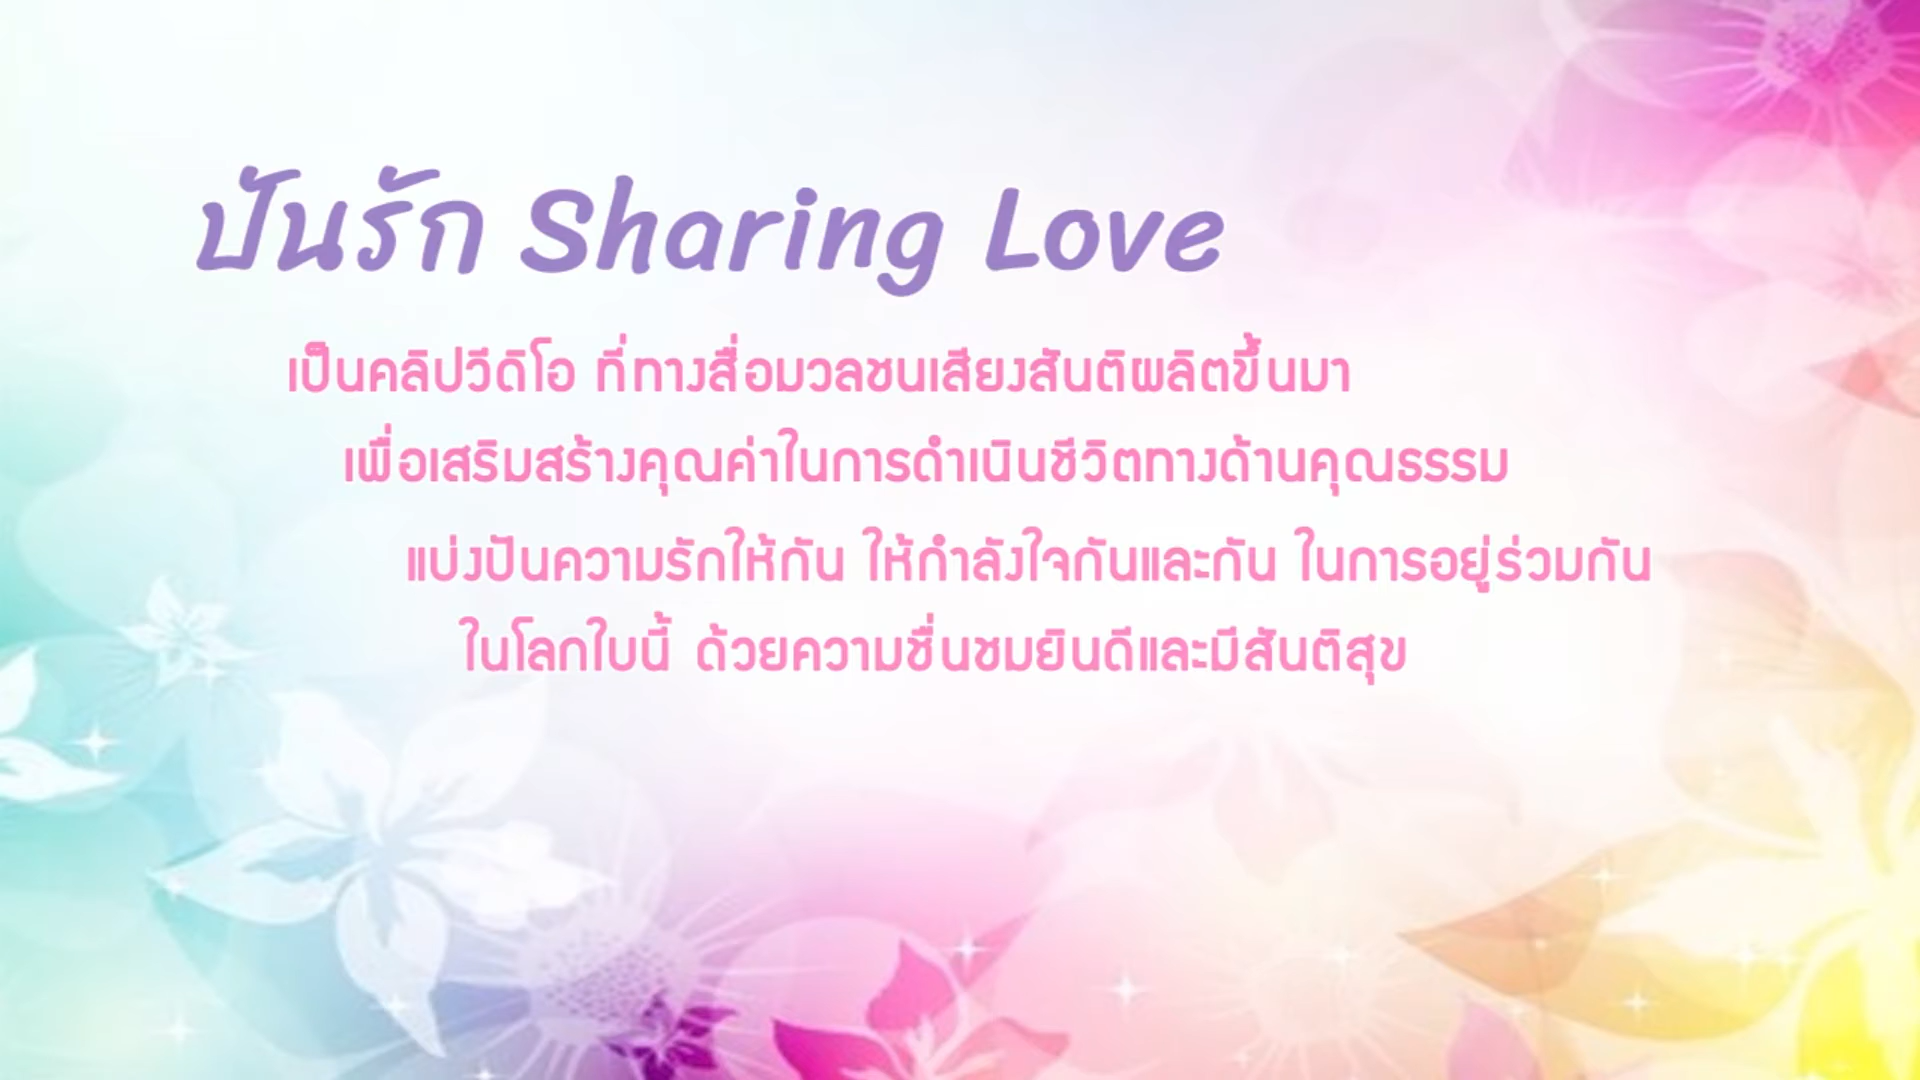 ปันรัก Sharing Love
เป็นคลิปวีดิโอ ที่ทางสื่อมวลชนเสียงสันติผลิตขึ้นมา
เพื่อเสริมสร้างคุณค่าในการดำเนินชีวิตทางด้านคุณธรรม
แบ่งปันความรักให้กัน ให้กำลังใจกันและกัน ในการอยู่ร่วมกัน
ในโลกใบนี้ ด้วยความชื่นชมยินดีและมีสันติสุข